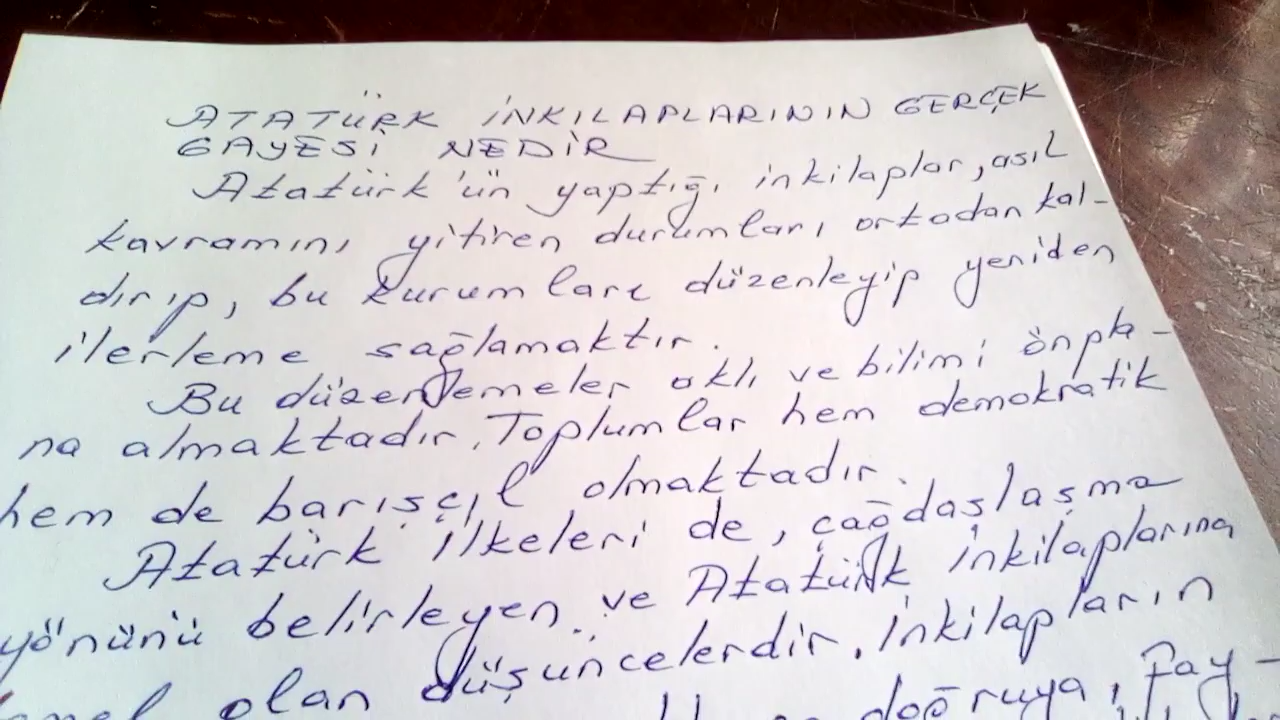 ATATÜRK İNKILAPLARININ GERÇEK
GAYESİ NEDİR
Atatürk'ün yaptığı inkilaplar, asıl
kavramını yitiren durumları ortadan kal-
dırıp, bu kurumları düzenleyip yeniden
ilerleme sağlamaktır.
Bu düzenlemeler aklı ve bilimi önpla-
na almaktadır. Toplumlar hem demokratik
hem de barışçıl olmaktadır.
Atatürk ilkeleri de, çağdaşlaşma
yönünü belirleyen ve Atatürk inkilaplarına
olan düşüncelerdir. İnkilapların
doğruya, fay-